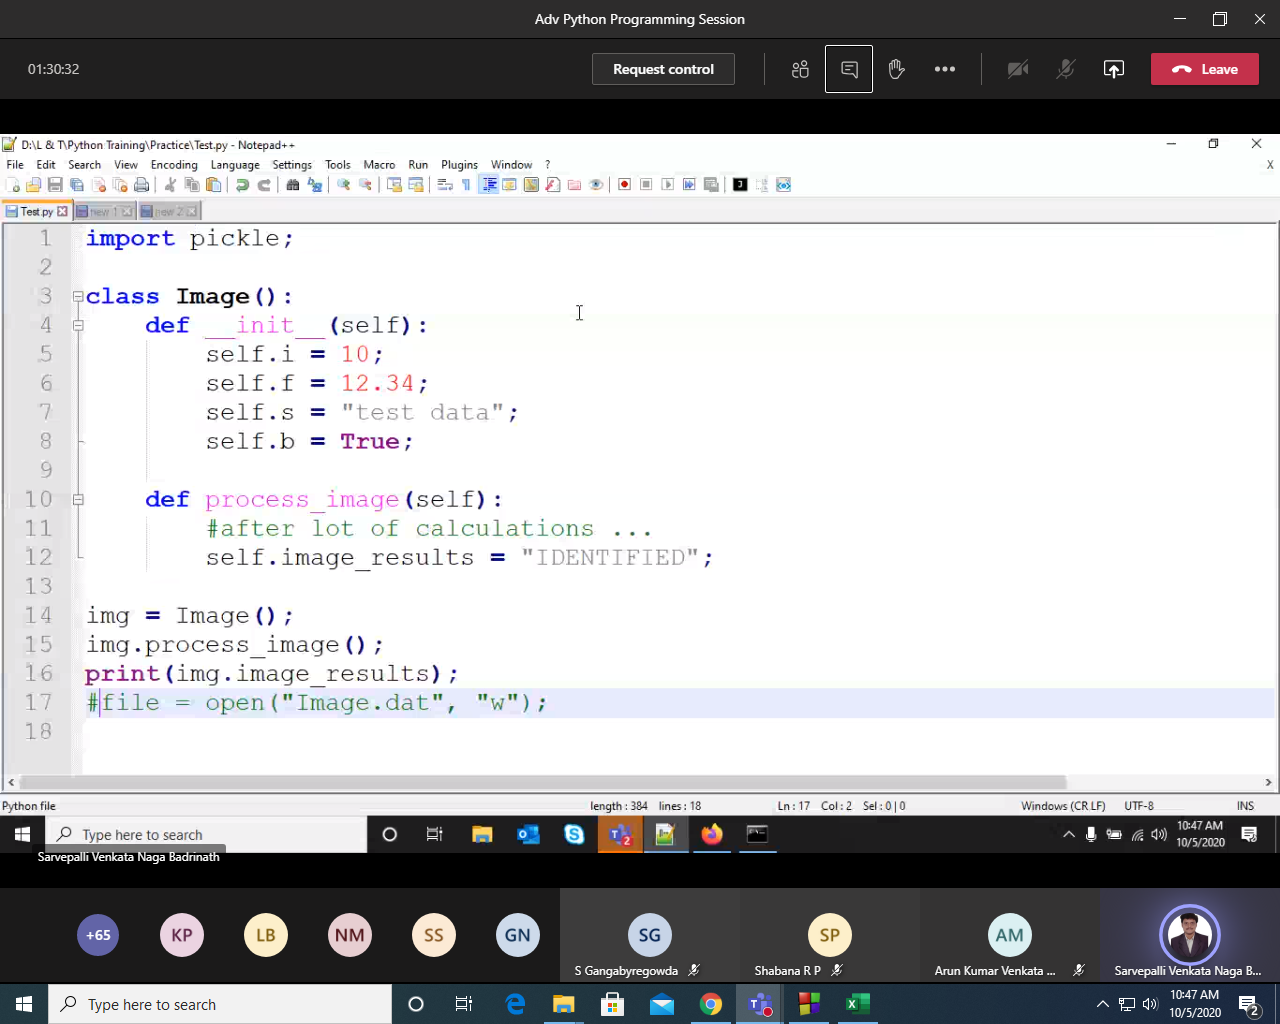 Adv Python Programming Session
01:30:32
Request control
Leave
D:\L & T\Python Training\Practice\Test.py - Notepad++
File Edit Search View Encoding Language Settings Tools Macro Run Plugins Window ? X
Test.py new 1 new 2
1 import pickle;
2
3 class Image():
4 def __init__(self):
5 self.i = 10;
6 self.f = 12.34;
7 self.s = "test data";
8 self.b = True;
9
10 def process_image(self):
11 #after lot of calculations ...
12 self.image_results = "IDENTIFIED";
13
14 img = Image();
15 img.process_image();
16 print(img.image_results);
17 #file = open("Image.dat", "w");
18
Python file length : 384 lines : 18 Ln : 17 Col : 2 Sel : 0 | 0 Windows (CR LF) UTF-8 INS
Type here to search 2 10:47 AM
10/5/2020
Sarvepalli Venkata Naga Badrinath
+65 KP LB NM SS GN SG SP AM
S Gangabyregowda Shabana R P Arun Kumar Venkata ... Sarvepalli Venkata Naga B...
Type here to search 10:47 AM
10/5/2020 2